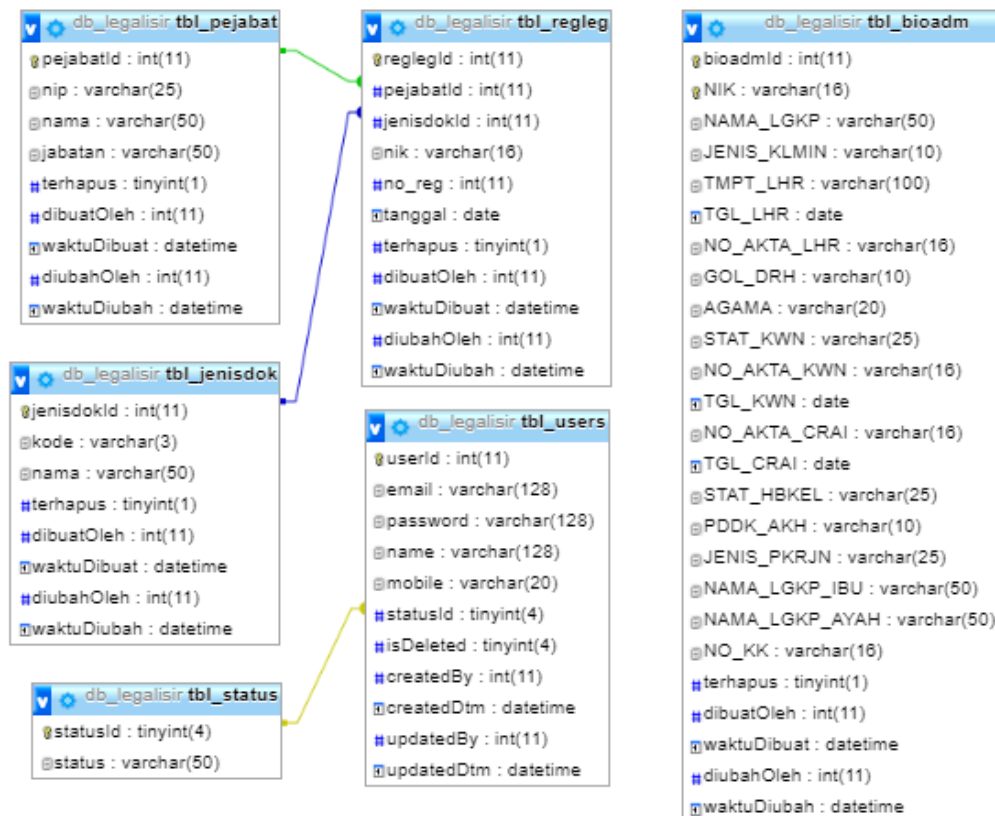 db_legalisir tbl_pejabat
pejabatId : int(11)
nip : varchar(25)
nama : varchar(50)
jabatan : varchar(50)
terhapus : tinyint(1)
dibuatOleh : int(11)
waktuDibuat : datetime
diubahOleh : int(11)
waktuDiubah : datetime
db_legalisir tbl_jenisdok
jenisdokId : int(11)
kode : varchar(3)
nama : varchar(50)
terhapus : tinyint(1)
dibuatOleh : int(11)
waktuDibuat : datetime
diubahOleh : int(11)
waktuDiubah : datetime
db_legalisir tbl_status
statusId : tinyint(4)
status : varchar(50)
db_legalisir tbl_regleg
reglegId : int(11)
pejabatId : int(11)
jenisdokId : int(11)
nik : varchar(16)
no_reg : int(11)
tanggal : date
terhapus : tinyint(1)
dibuatOleh : int(11)
waktuDibuat : datetime
diubahOleh : int(11)
waktuDiubah : datetime
db_legalisir tbl_users
userId : int(11)
email : varchar(128)
password : varchar(128)
name : varchar(128)
mobile : varchar(20)
statusId : tinyint(4)
isDeleted : tinyint(4)
createdBy : int(11)
createdDtm : datetime
updatedBy : int(11)
updatedDtm : datetime
db_legalisir tbl_bioadm
bioadmId : int(11)
NIK : varchar(16)
NAMA_LGKP : varchar(50)
JENIS_KLMIN : varchar(10)
TMPT_LHR : varchar(100)
TGL_LHR : date
NO_AKTA_LHR : varchar(16)
GOL_DRH : varchar(10)
AGAMA : varchar(20)
STAT_KWN : varchar(25)
NO_AKTA_KWN : varchar(16)
TGL_KWN : date
NO_AKTA_CRAI : varchar(16)
TGL_CRAI : date
STAT_HBKEL : varchar(25)
PDDK_AKH : varchar(10)
JENIS_PKRJN : varchar(25)
NAMA_LGKP_IBU : varchar(50)
NAMA_LGKP_AYAH : varchar(50)
NO_KK : varchar(16)
terhapus : tinyint(1)
dibuatOleh : int(11)
waktuDibuat : datetime
diubahOleh : int(11)
waktuDiubah : datetime